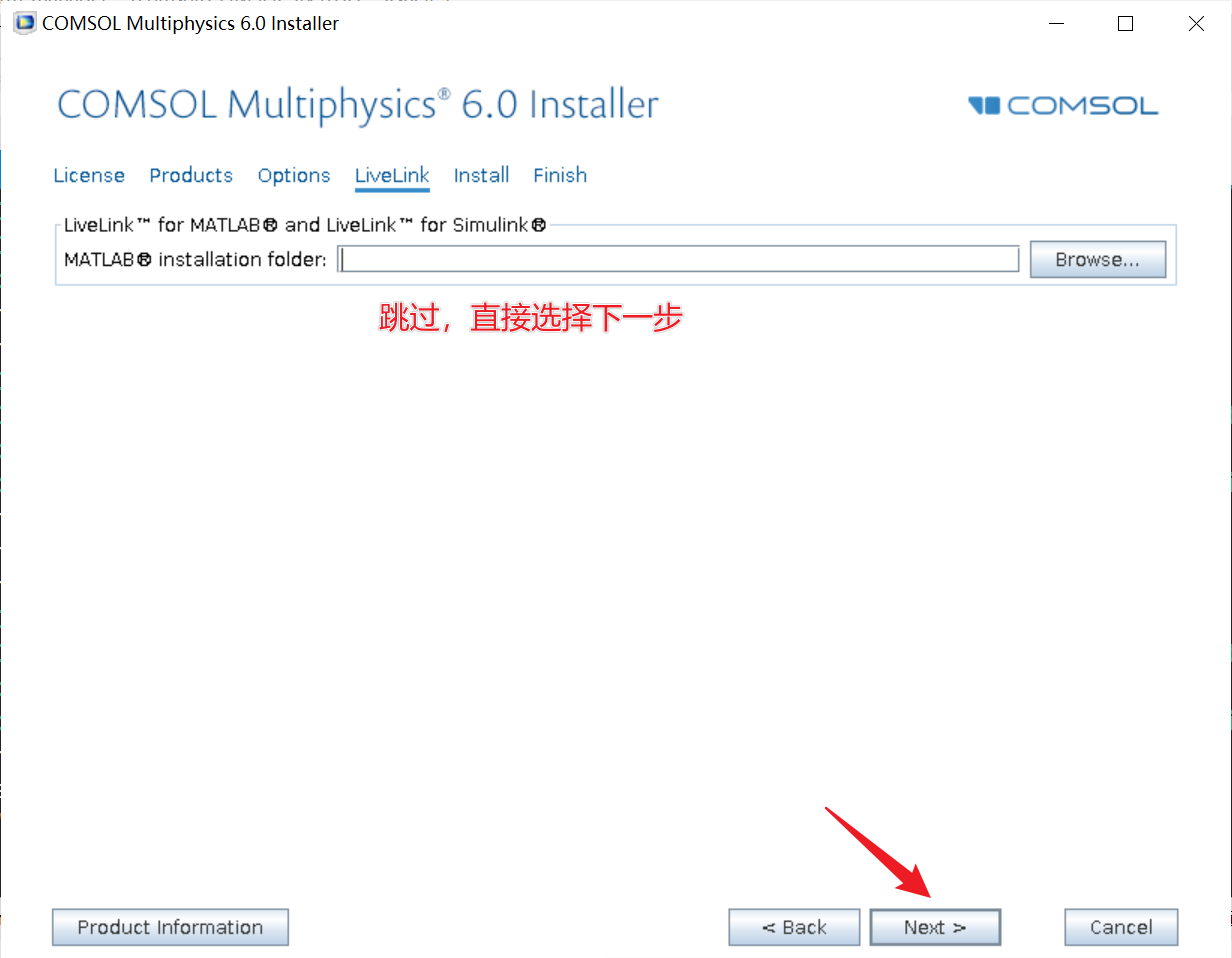 COMSOL Multiphysics 6.0 Installer
COMSOL Multiphysics® 6.0 Installer
COMSOL
License Products Options LiveLink Install Finish
LiveLink™ for MATLAB® and LiveLink™ for Simulink®
MATLAB® installation folder: Browse...
跳过，直接选择下一步
Product Information < Back Next > Cancel